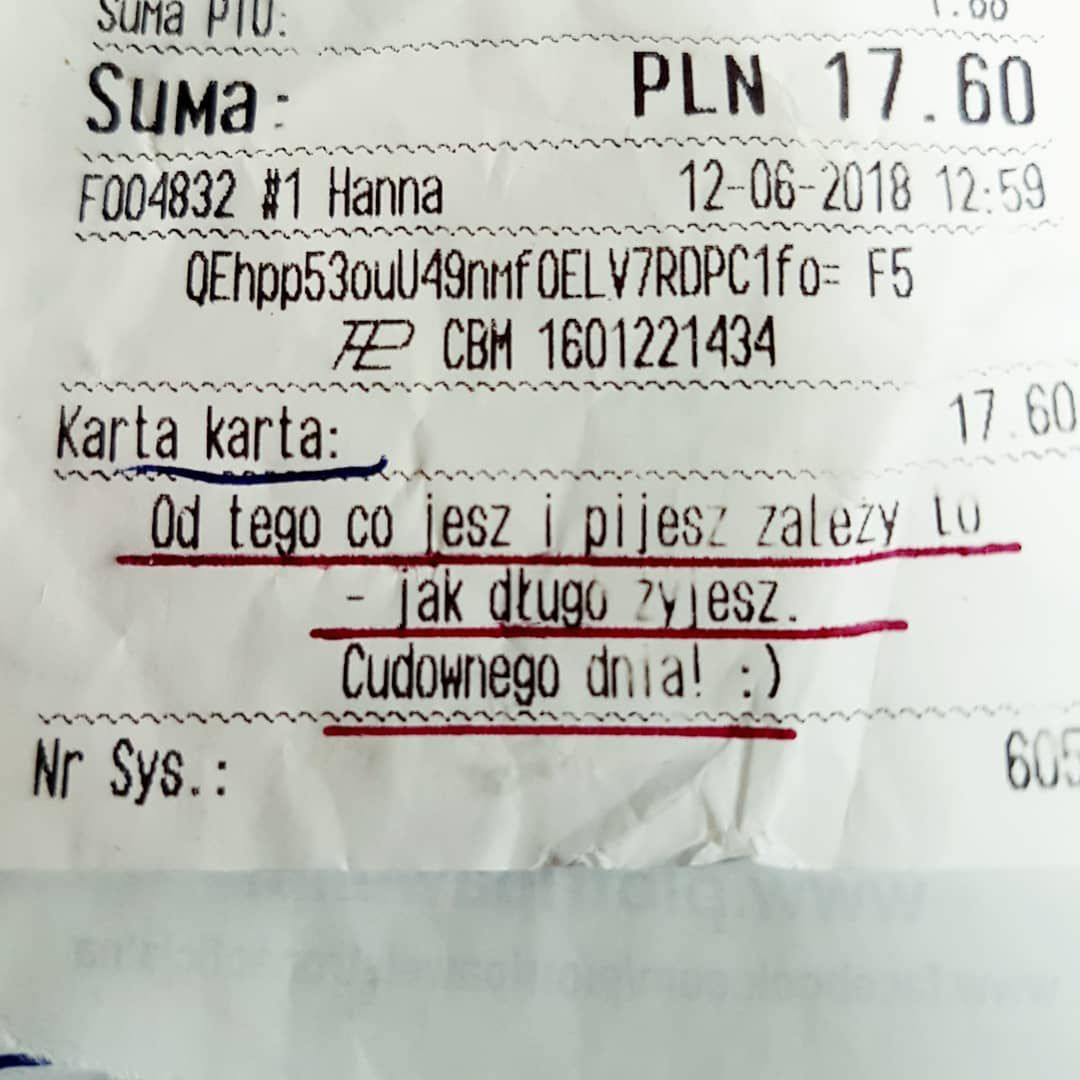 Suma PTU:
Suma: PLN 17.60
F004832 #1 Hanna 12-06-2018 12:59
QEhpp53ouU49nmfOELV7RDPC1fo= F5
CBM 1601221434
Karta karta: 17.60
Od tego co jesz i pijesz zależy to
- jak długo żyjesz.
Cudownego dnia! :)
Nr Sys.: 605